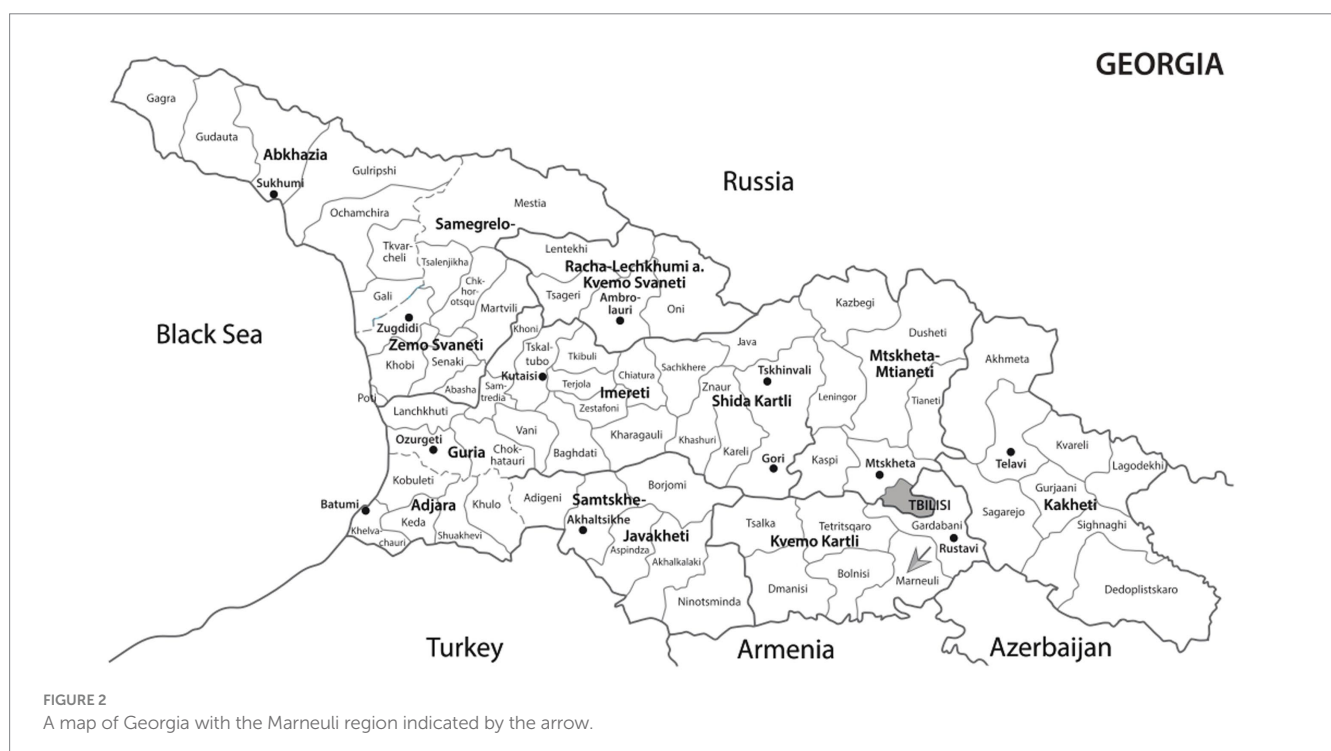 GEORGIA
Gagra
Gudauta
Abkhazia
Gulripshi
Sukhumi
Russia
Mestia
Ochamchira
Samegrelo-
Tkvar-
cheli
Lentekhi
Tsalenjikha
Racha-Lechkhumi a.
Kvemo Svaneti
Chk-
hor-
otsqu
Gali
Tsageri
Ambro-
lauri
Oni
Kazbegi
Martvili
Black Sea
Zugdidi
Khoni
Dusheti
Zemo Svaneti
Java
Tskal-
tubo
Tkibuli
Mtskheta-
Mtianeti
Akhmeta
Khobi
Senaki
Sachkhere
Tskhinvali
Kutaisi
Chiatura
Abasha
Sam-
tredia
Terjola
Imereti
Znaur
Shida Kartli
Leningor
Tianeti
Poti
Lanchkhuti
Zestafoni
Vani
Kharagauli
Khashuri
Ozurgeti
Guria
Chok-
hatauri
Baghdati
Kareli
Gori
Kaspi
Mtskheta
Telavi
Kvareli
Lagodekhi
Kobuleti
Borjomi
Gurjaani
Kakheti
Batumi
Adjara
Khulo
Adigeni
Samtskhe-
TBILISI
Sagarejo
Keda
Akhaltsikhe
Javakheti
Tsalka
Tetritsqaro
Gardabani
Sighnaghi
Khelva-
chauri
Shuakhevi
Aspindza
Kvemo Kartli
Rustavi
Akhalkalaki
Bolnisi
Marneuli
Dmanisi
Dedoplistskaro
Ninotsminda
Turkey
Armenia
Azerbaijan
FIGURE 2
A map of Georgia with the Marneuli region indicated by the arrow.